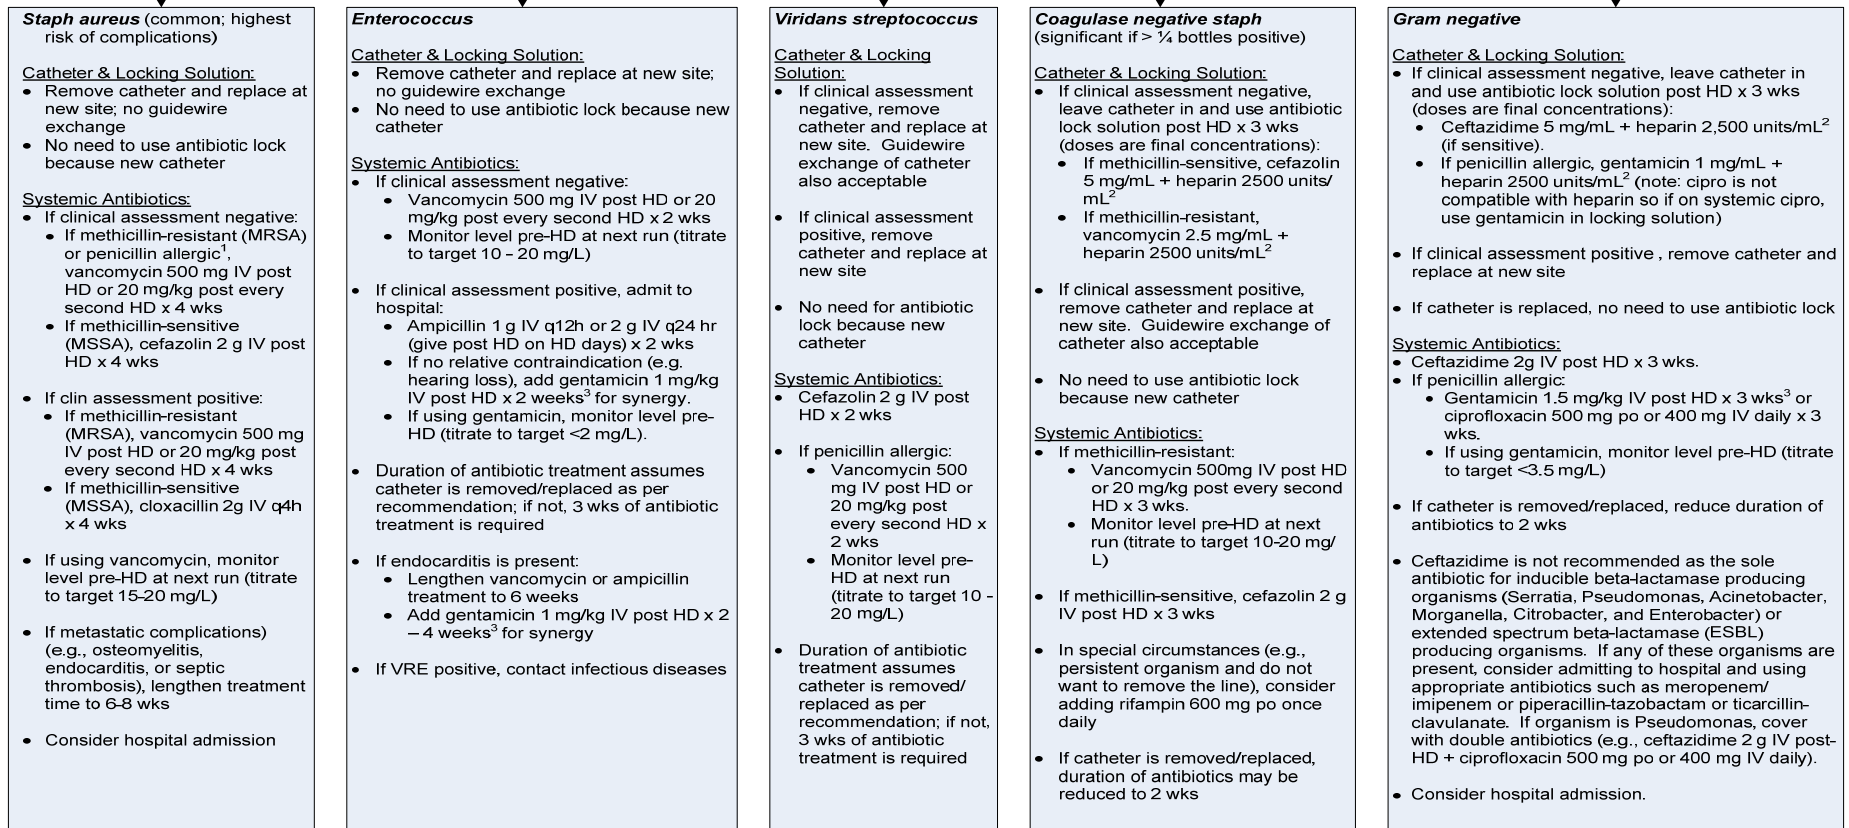 Staph aureus (common; highest
risk of complications)
Catheter & Locking Solution:
• Remove catheter and replace at
new site; no guidewire
exchange
• No need to use antibiotic lock
because new catheter
Systemic Antibiotics:
• If clinical assessment negative:
• If methicillin-resistant (MRSA)
or penicillin allergic¹,
vancomycin 500 mg IV post
HD or 20 mg/kg post every
second HD x 4 wks
• If methicillin-sensitive
(MSSA), cefazolin 2 g IV post
HD x 4 wks
• If clin assessment positive:
• If methicillin-resistant
(MRSA), vancomycin 500 mg
IV post HD or 20 mg/kg post
every second HD x 4 wks
• If methicillin-sensitive
(MSSA), cloxacillin 2g IV q4h
x 4 wks
• If using vancomycin, monitor
level pre-HD at next run (titrate
to target 15-20 mg/L)
• If metastatic complications)
(e.g., osteomyelitis,
endocarditis, or septic
thrombosis), lengthen treatment
time to 6-8 wks
• Consider hospital admission
Enterococcus
Catheter & Locking Solution:
• Remove catheter and replace at new site;
no guidewire exchange
• No need to use antibiotic lock because new
catheter
Systemic Antibiotics:
• If clinical assessment negative:
• Vancomycin 500 mg IV post HD or 20
mg/kg post every second HD x 2 wks
• Monitor level pre-HD at next run (titrate
to target 10 - 20 mg/L)
• If clinical assessment positive, admit to
hospital:
• Ampicillin 1 g IV q12h or 2 g IV q24 hr
(give post HD on HD days) x 2 wks
• If no relative contraindication (e.g.
hearing loss), add gentamicin 1 mg/kg
IV post HD x 2 weeks³ for synergy.
• If using gentamicin, monitor level pre-
HD (titrate to target <2 mg/L).
• Duration of antibiotic treatment assumes
catheter is removed/replaced as per
recommendation; if not, 3 wks of antibiotic
treatment is required
• If endocarditis is present:
• Lengthen vancomycin or ampicillin
treatment to 6 weeks
• Add gentamicin 1 mg/kg IV post HD x 2
– 4 weeks³ for synergy
• If VRE positive, contact infectious diseases
Viridans streptococcus
Catheter & Locking
Solution:
• If clinical assessment
negative, remove
catheter and replace at
new site. Guidewire
exchange of catheter
also acceptable
• If clinical assessment
positive, remove
catheter and replace at
new site
• No need for antibiotic
lock because new
catheter
Systemic Antibiotics:
• Cefazolin 2 g IV post
HD x 2 wks
• If penicillin allergic:
• Vancomycin 500
mg IV post HD or
20 mg/kg post
every second HD x
2 wks
• Monitor level pre-
HD at next run
(titrate to target 10 -
20 mg/L)
• Duration of antibiotic
treatment assumes
catheter is removed/
replaced as per
recommendation; if not,
3 wks of antibiotic
treatment is required
Coagulase negative staph
(significant if > ¼ bottles positive)
Catheter & Locking Solution:
• If clinical assessment negative,
leave catheter in and use antibiotic
lock solution post HD x 3 wks
(doses are final concentrations):
• If methicillin-sensitive, cefazolin
5 mg/mL + heparin 2500 units/
mL²
• If methicillin-resistant,
vancomycin 2.5 mg/mL +
heparin 2500 units/mL²
• If clinical assessment positive,
remove catheter and replace at
new site. Guidewire exchange of
catheter also acceptable
• No need to use antibiotic lock
because new catheter
Systemic Antibiotics:
• If methicillin-resistant:
• Vancomycin 500mg IV post HD
or 20 mg/kg post every second
HD x 3 wks.
• Monitor level pre-HD at next
run (titrate to target 10-20 mg/
L)
• If methicillin-sensitive, cefazolin 2 g
IV post HD x 3 wks
• In special circumstances (e.g.,
persistent organism and do not
want to remove the line), consider
adding rifampin 600 mg po once
daily
• If catheter is removed/replaced,
duration of antibiotics may be
reduced to 2 wks
Gram negative
Catheter & Locking Solution:
• If clinical assessment negative, leave catheter in
and use antibiotic lock solution post HD x 3 wks
(doses are final concentrations):
• Ceftazidime 5 mg/mL + heparin 2,500 units/mL²
(if sensitive).
• If penicillin allergic, gentamicin 1 mg/mL +
heparin 2500 units/mL² (note: cipro is not
compatible with heparin so if on systemic cipro,
use gentamicin in locking solution)
• If clinical assessment positive , remove catheter and
replace at new site
• If catheter is replaced, no need to use antibiotic lock
Systemic Antibiotics:
• Ceftazidime 2g IV post HD x 3 wks.
• If penicillin allergic:
• Gentamicin 1.5 mg/kg IV post HD x 3 wks³ or
ciprofloxacin 500 mg po or 400 mg IV daily x 3
wks.
• If using gentamicin, monitor level pre-HD (titrate
to target <3.5 mg/L)
• If catheter is removed/replaced, reduce duration of
antibiotics to 2 wks
• Ceftazidime is not recommended as the sole
antibiotic for inducible beta-lactamase producing
organisms (Serratia, Pseudomonas, Acinetobacter,
Morganella, Citrobacter, and Enterobacter) or
extended spectrum beta-lactamase (ESBL)
producing organisms. If any of these organisms are
present, consider admitting to hospital and using
appropriate antibiotics such as meropenem/
imipenem or piperacillin-tazobactam or ticarcillin-
clavulanate. If organism is Pseudomonas, cover
with double antibiotics (e.g., ceftazidime 2 g IV post-
HD + ciprofloxacin 500 mg po or 400 mg IV daily).
• Consider hospital admission.